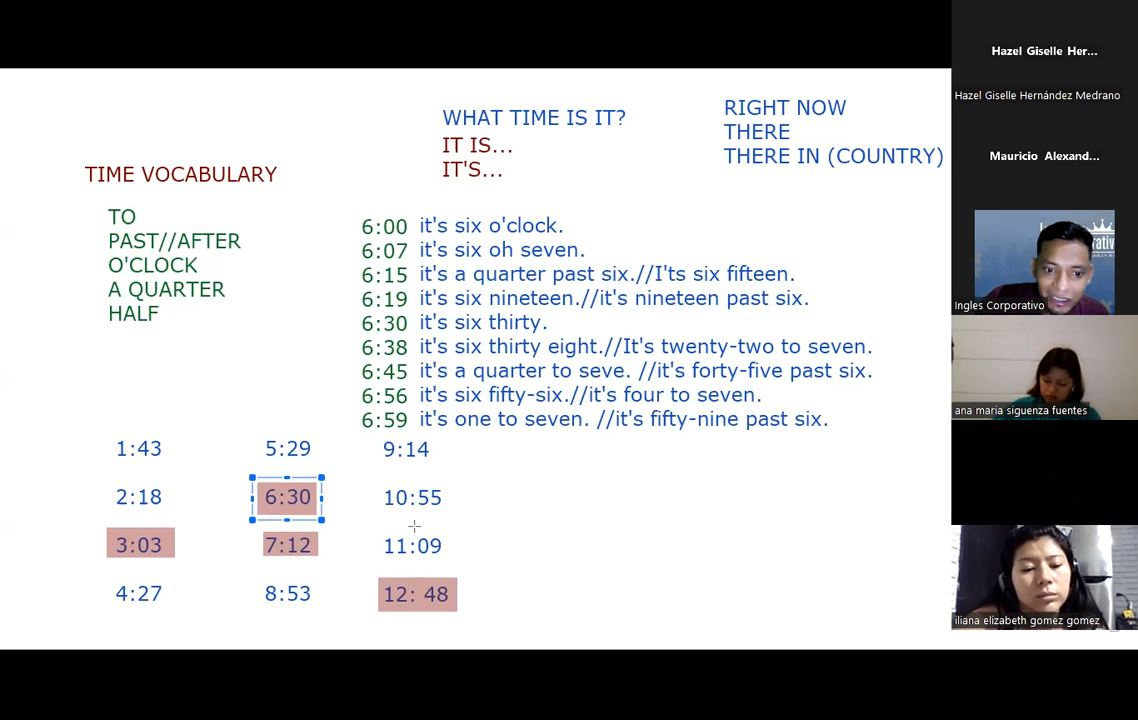 WHAT TIME IS IT?
IT IS...
IT'S...
RIGHT NOW
THERE
THERE IN (COUNTRY)
TIME VOCABULARY
TO
PAST//AFTER
O'CLOCK
A QUARTER
HALF
6:00 it's six o'clock.
6:07 it's six oh seven.
6:15 it's a quarter past six.//I'ts six fifteen.
6:19 it's six nineteen.//it's nineteen past six.
6:30 it's six thirty.
6:38 it's six thirty eight.//It's twenty-two to seven.
6:45 it's a quarter to seve. //it's forty-five past six.
6:56 it's six fifty-six.//it's four to seven.
6:59 it's one to seven. //it's fifty-nine past six.
1:43 5:29 9:14
2:18 6:30 10:55
3:03 7:12 11:09
4:27 8:53 12: 48
Hazel Giselle Her...
Hazel Giselle Hernández Medrano
Mauricio Alexand...
Ingles Corporativo
ana maria siguenza fuentes
iliana elizabeth gomez gomez